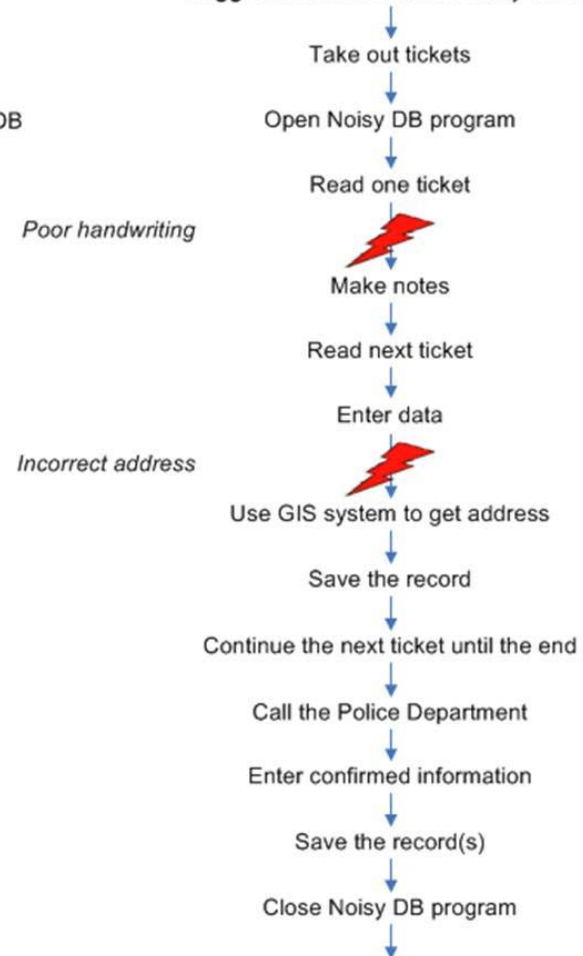 Take out tickets
DB
Open Noisy DB program
Read one ticket
Poor handwriting
Make notes
Read next ticket
Enter data
Incorrect address
Use GIS system to get address
Save the record
Continue the next ticket until the end
Call the Police Department
Enter confirmed information
Save the record(s)
Close Noisy DB program